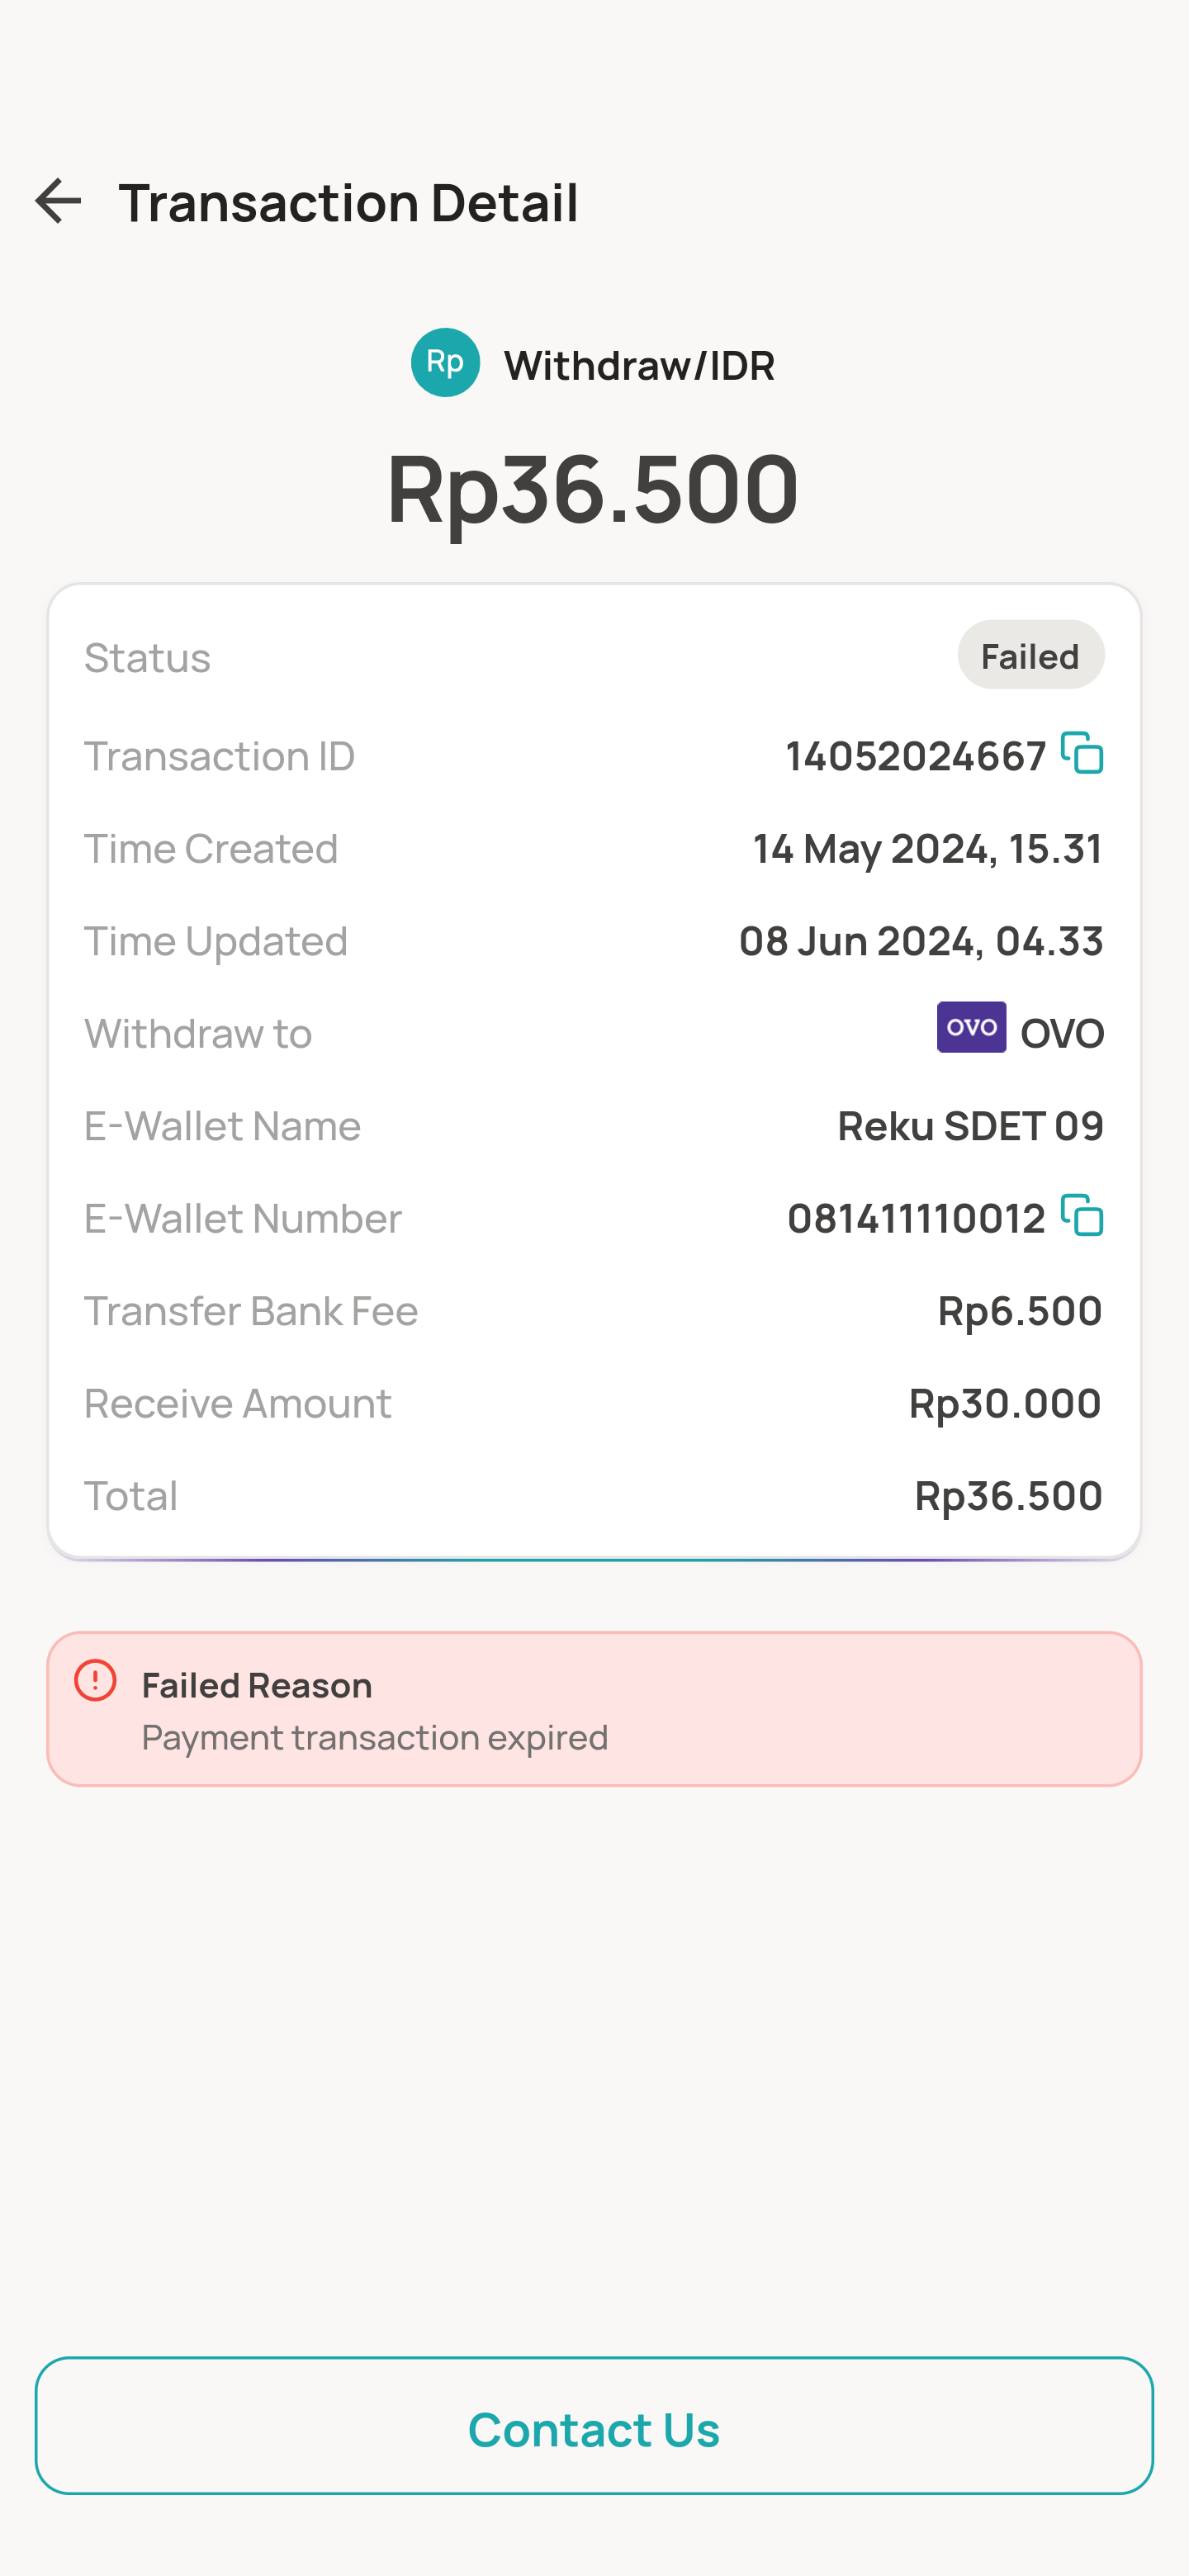 Transaction Detail
Rp Withdraw/IDR
Rp36.500
Status Failed
Transaction ID 14052024667
Time Created 14 May 2024, 15.31
Time Updated 08 Jun 2024, 04.33
Withdraw to OVO OVO
E-Wallet Name Reku SDET 09
E-Wallet Number 081411110012
Transfer Bank Fee Rp6.500
Receive Amount Rp30.000
Total Rp36.500
Failed Reason
Payment transaction expired
Contact Us